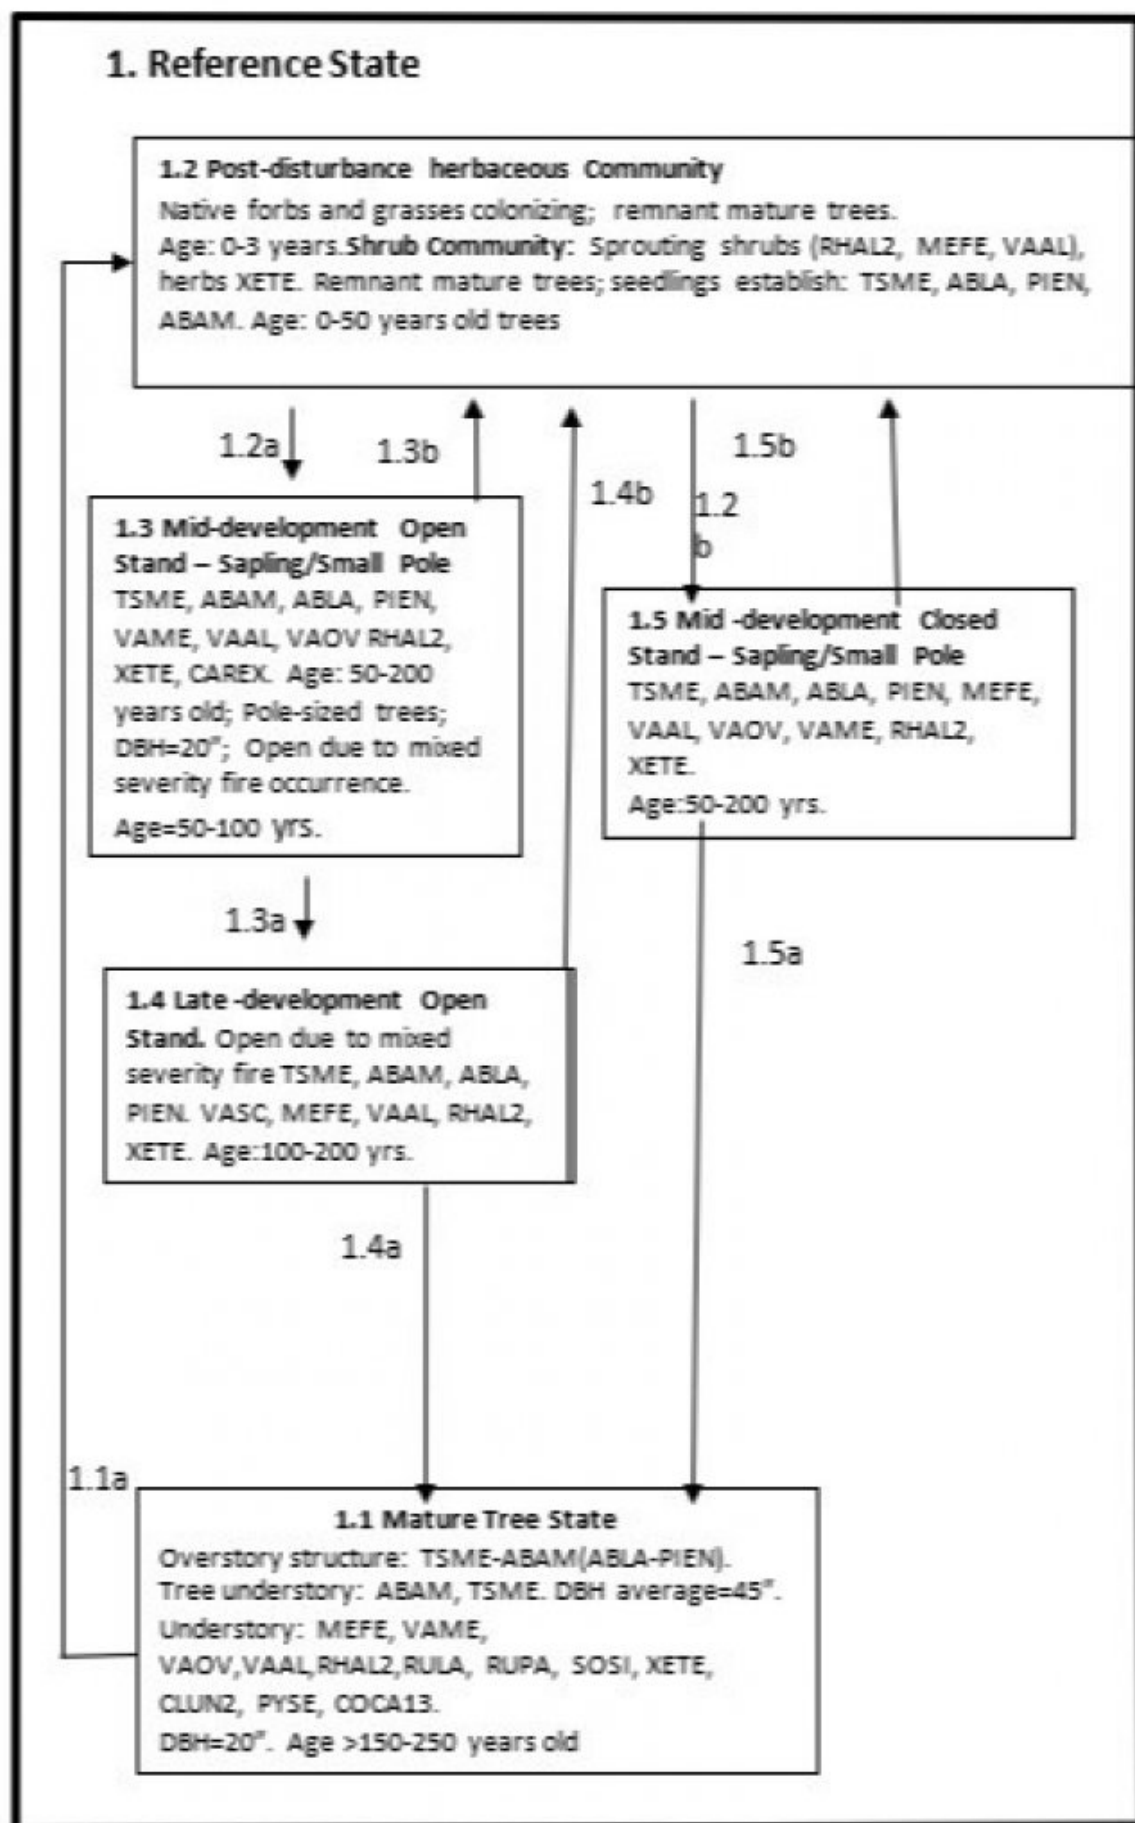 1. Reference State
1.2 Post-disturbance herbaceous Community
Native forbs and grasses colonizing; remnant mature trees.
Age: 0-3 years.Shrub Community: Sprouting shrubs (RHAL2, MEFE, VAAL),
herbs XETE. Remnant mature trees; seedlings establish: TSME, ABLA, PIEN,
ABAM. Age: 0-50 years old trees
1.2a
1.3b
1.4b
1.5b
1.2
b
1.3 Mid-development Open
Stand – Sapling/Small Pole
TSME, ABAM, ABLA, PIEN,
VAME, VAAL, VAOV RHAL2,
XETE, CAREX. Age: 50-200
years old; Pole-sized trees;
DBH=20"; Open due to mixed
severity fire occurrence.
Age=50-100 yrs.
1.5 Mid -development Closed
Stand – Sapling/Small Pole
TSME, ABAM, ABLA, PIEN, MEFE,
VAAL, VAOV, VAME, RHAL2,
XETE.
Age:50-200 yrs.
1.3a
1.5a
1.4 Late -development Open
Stand. Open due to mixed
severity fire TSME, ABAM, ABLA,
PIEN. VASC, MEFE, VAAL, RHAL2,
XETE. Age:100-200 yrs.
1.4a
1.1a
1.1 Mature Tree State
Overstory structure: TSME-ABAM(ABLA-PIEN).
Tree understory: ABAM, TSME. DBH average=45".
Understory: MEFE, VAME,
VAOV,VAAL,RHAL2,RULA, RUPA, SOSI, XETE,
CLUN2, PYSE, COCA13.
DBH=20". Age >150-250 years old